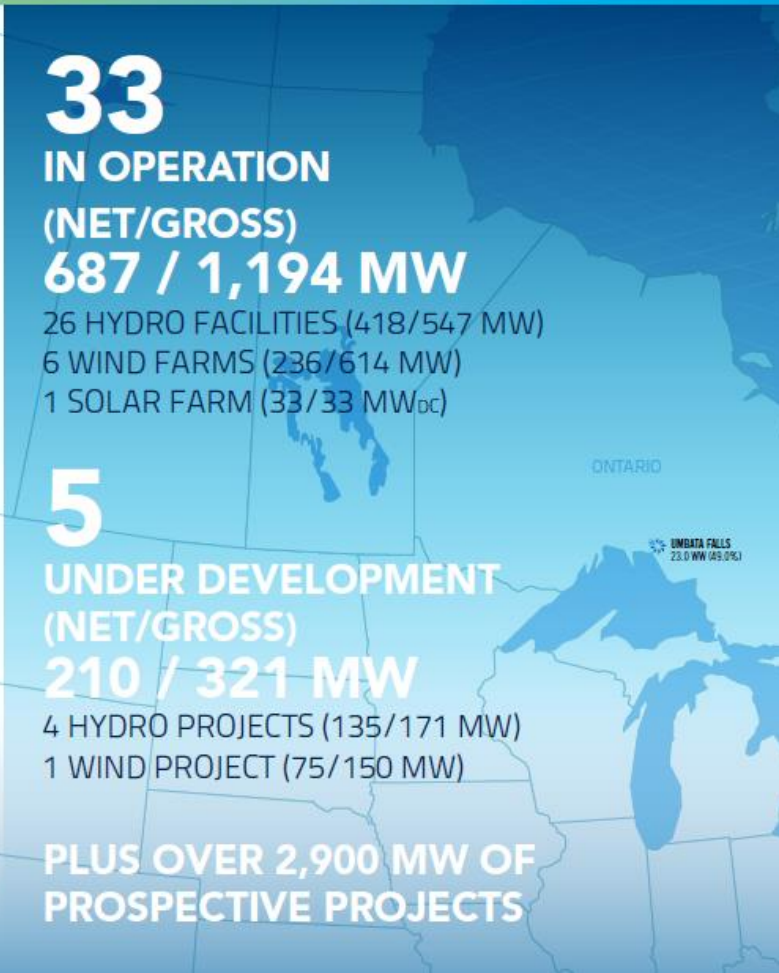 33
IN OPERATION
(NET/GROSS)
687 / 1,194 MW
26 HYDRO FACILITIES (418/547 MW)
6 WIND FARMS (236/614 MW)
1 SOLAR FARM (33/33 MWDC)
ONTARIO
UMBATA FALLS
23.0 WW (49.0%)
5
UNDER DEVELOPMENT
(NET/GROSS)
210 / 321 MW
4 HYDRO PROJECTS (135/171 MW)
1 WIND PROJECT (75/150 MW)
PLUS OVER 2,900 MW OF
PROSPECTIVE PROJECTS